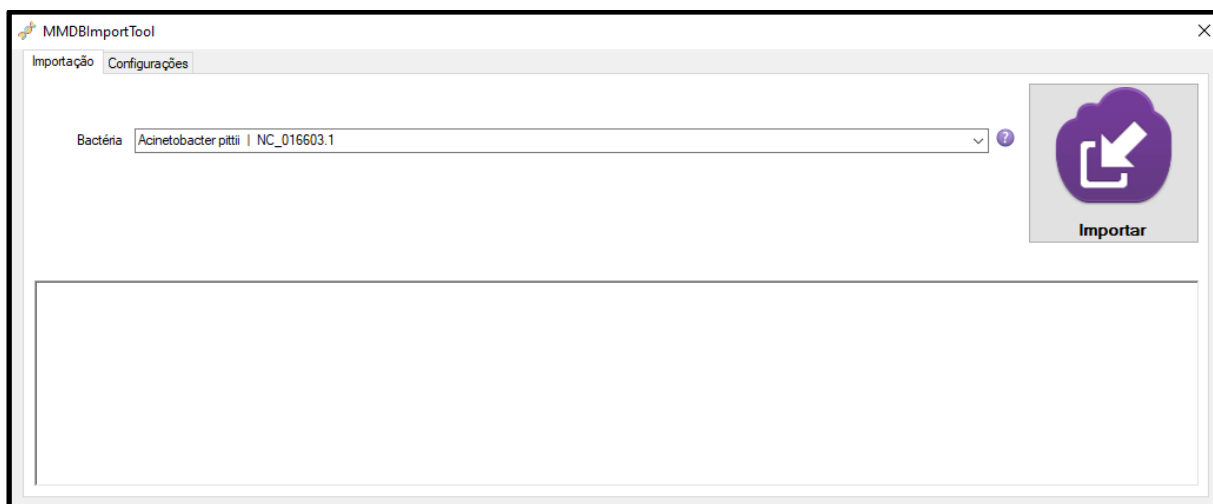 MMDBImportTool
Importação Configurações
Bactéria Acinetobacter pittii | NC_016603.1 ?
Importar